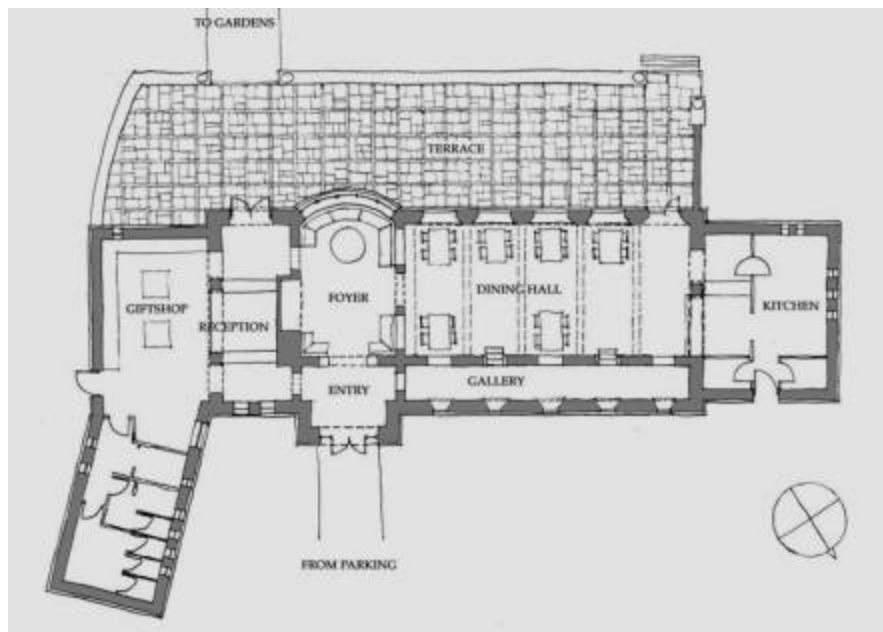 TO GARDENS
TERRACE
GIFTSHOP
RECEPTION
FOYER
DINING HALL
KITCHEN
ENTRY
GALLERY
FROM PARKING